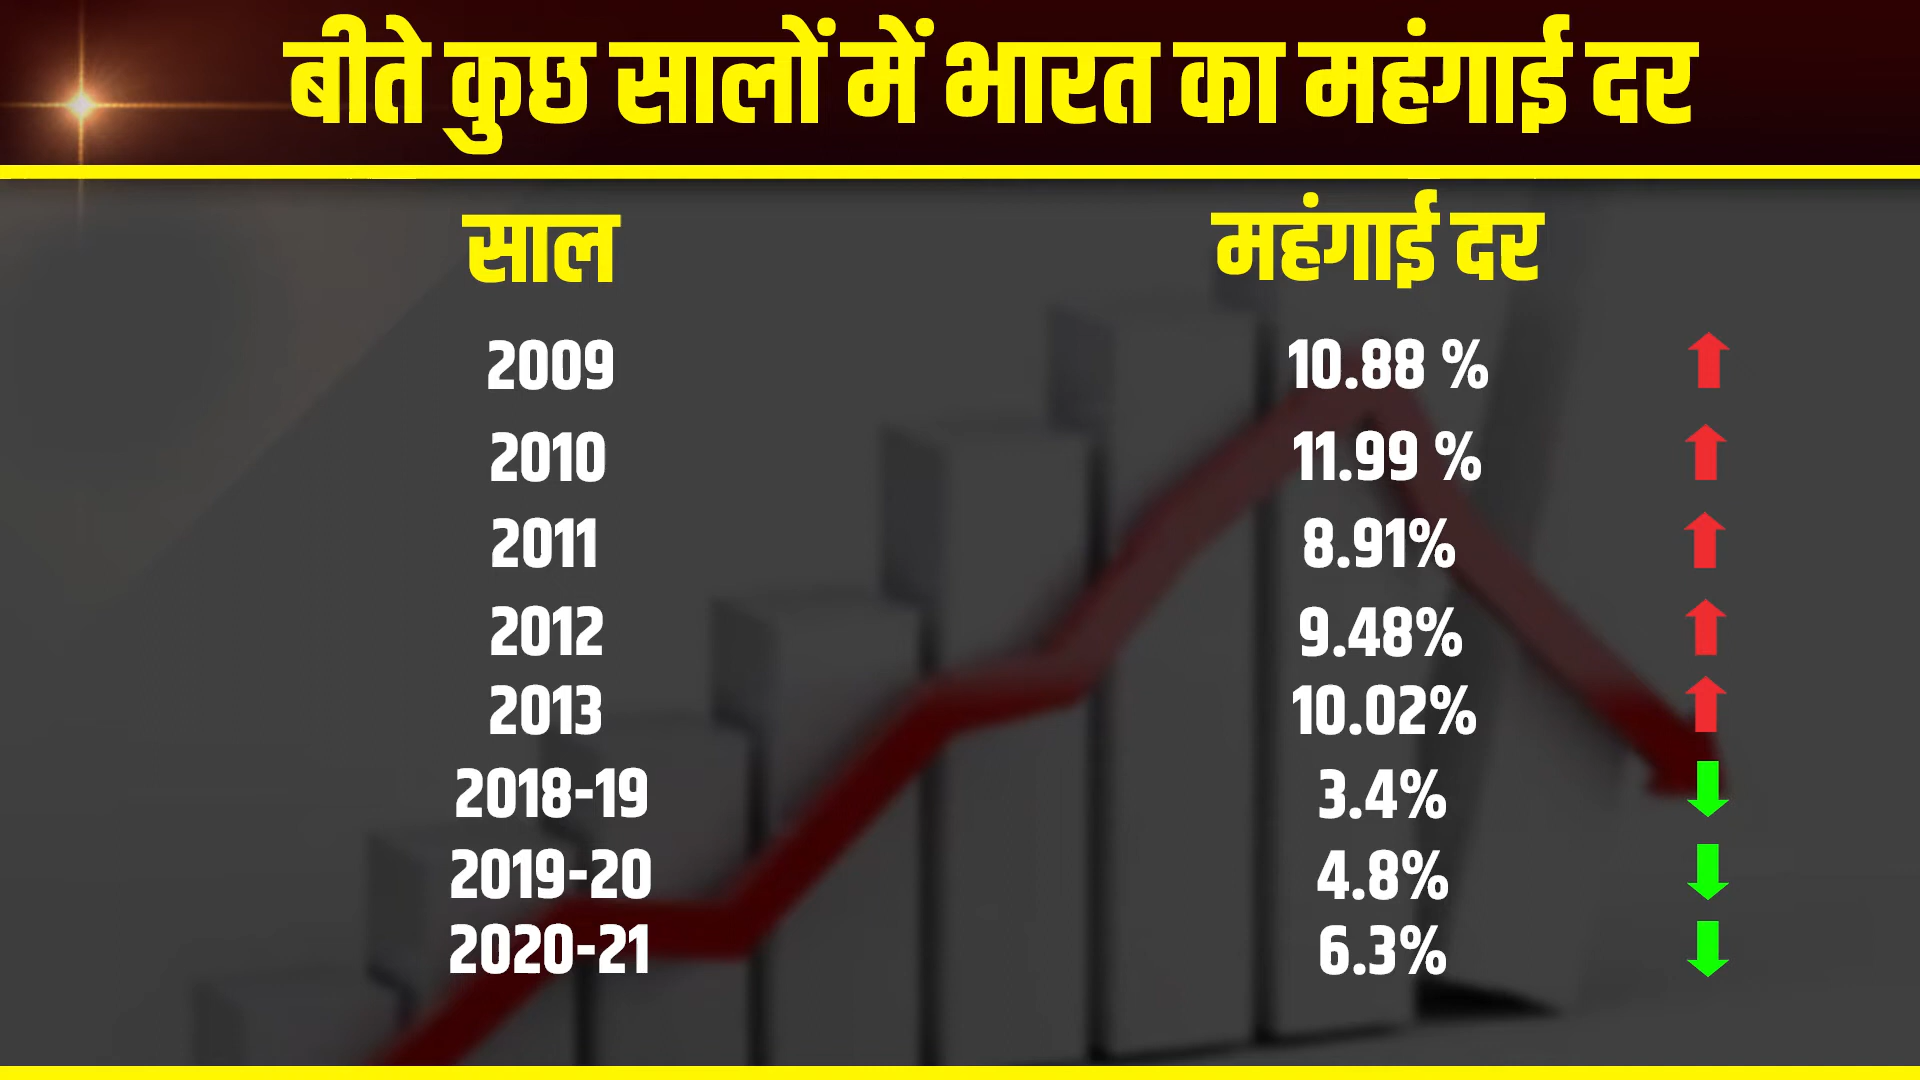 बीते कुछ सालों में भारत का महंगाई दर
साल महंगाई दर
2009 10.88 %
2010 11.99 %
2011 8.91%
2012 9.48%
2013 10.02%
2018-19 3.4%
2019-20 4.8%
2020-21 6.3%